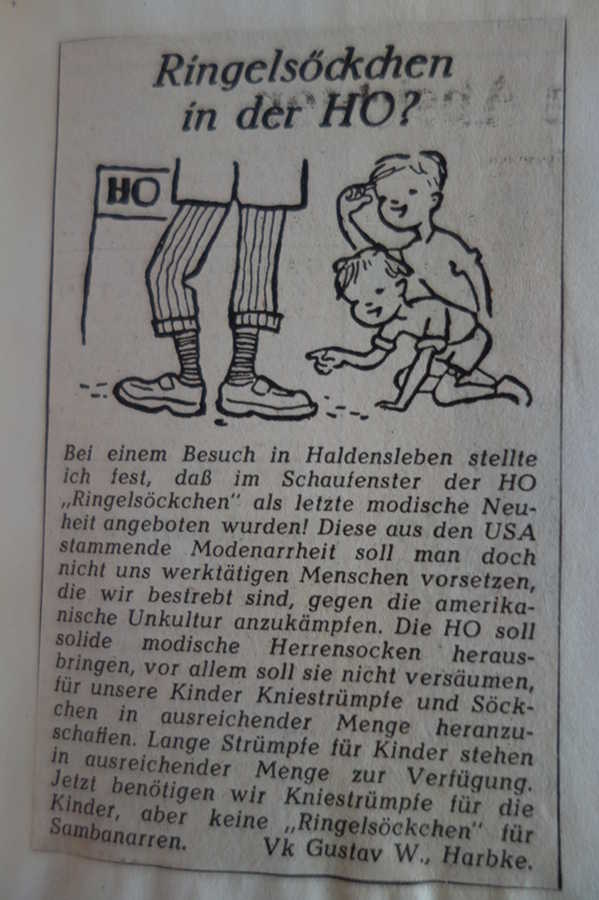 Ringelsöckchen
in der HO?
HO
Bei einem Besuch in Haldensleben stellte
ich fest, daß im Schaufenster der HO
„Ringelsöckchen" als letzte modische Neu-
heit angeboten wurden! Diese aus den USA
stammende Modenarrheit soll man doch
nicht uns werktätigen Menschen vorsetzen,
die wir bestrebt sind, gegen die amerika-
nische Unkultur anzukämpfen. Die HO soll
solide modische Herrensocken heraus-
bringen, vor allem soll sie nicht versäumen,
für unsere Kinder Kniestrümpfe und Söck-
chen in ausreichender Menge heranzu-
schaffen. Lange Strümpfe für Kinder stehen
in ausreichender Menge zur Verfügung.
Jetzt benötigen wir Kniestrümpfe für die
Kinder, aber keine „Ringelsöckchen" für
Sambanarren. Vk Gustav W., Harbke.